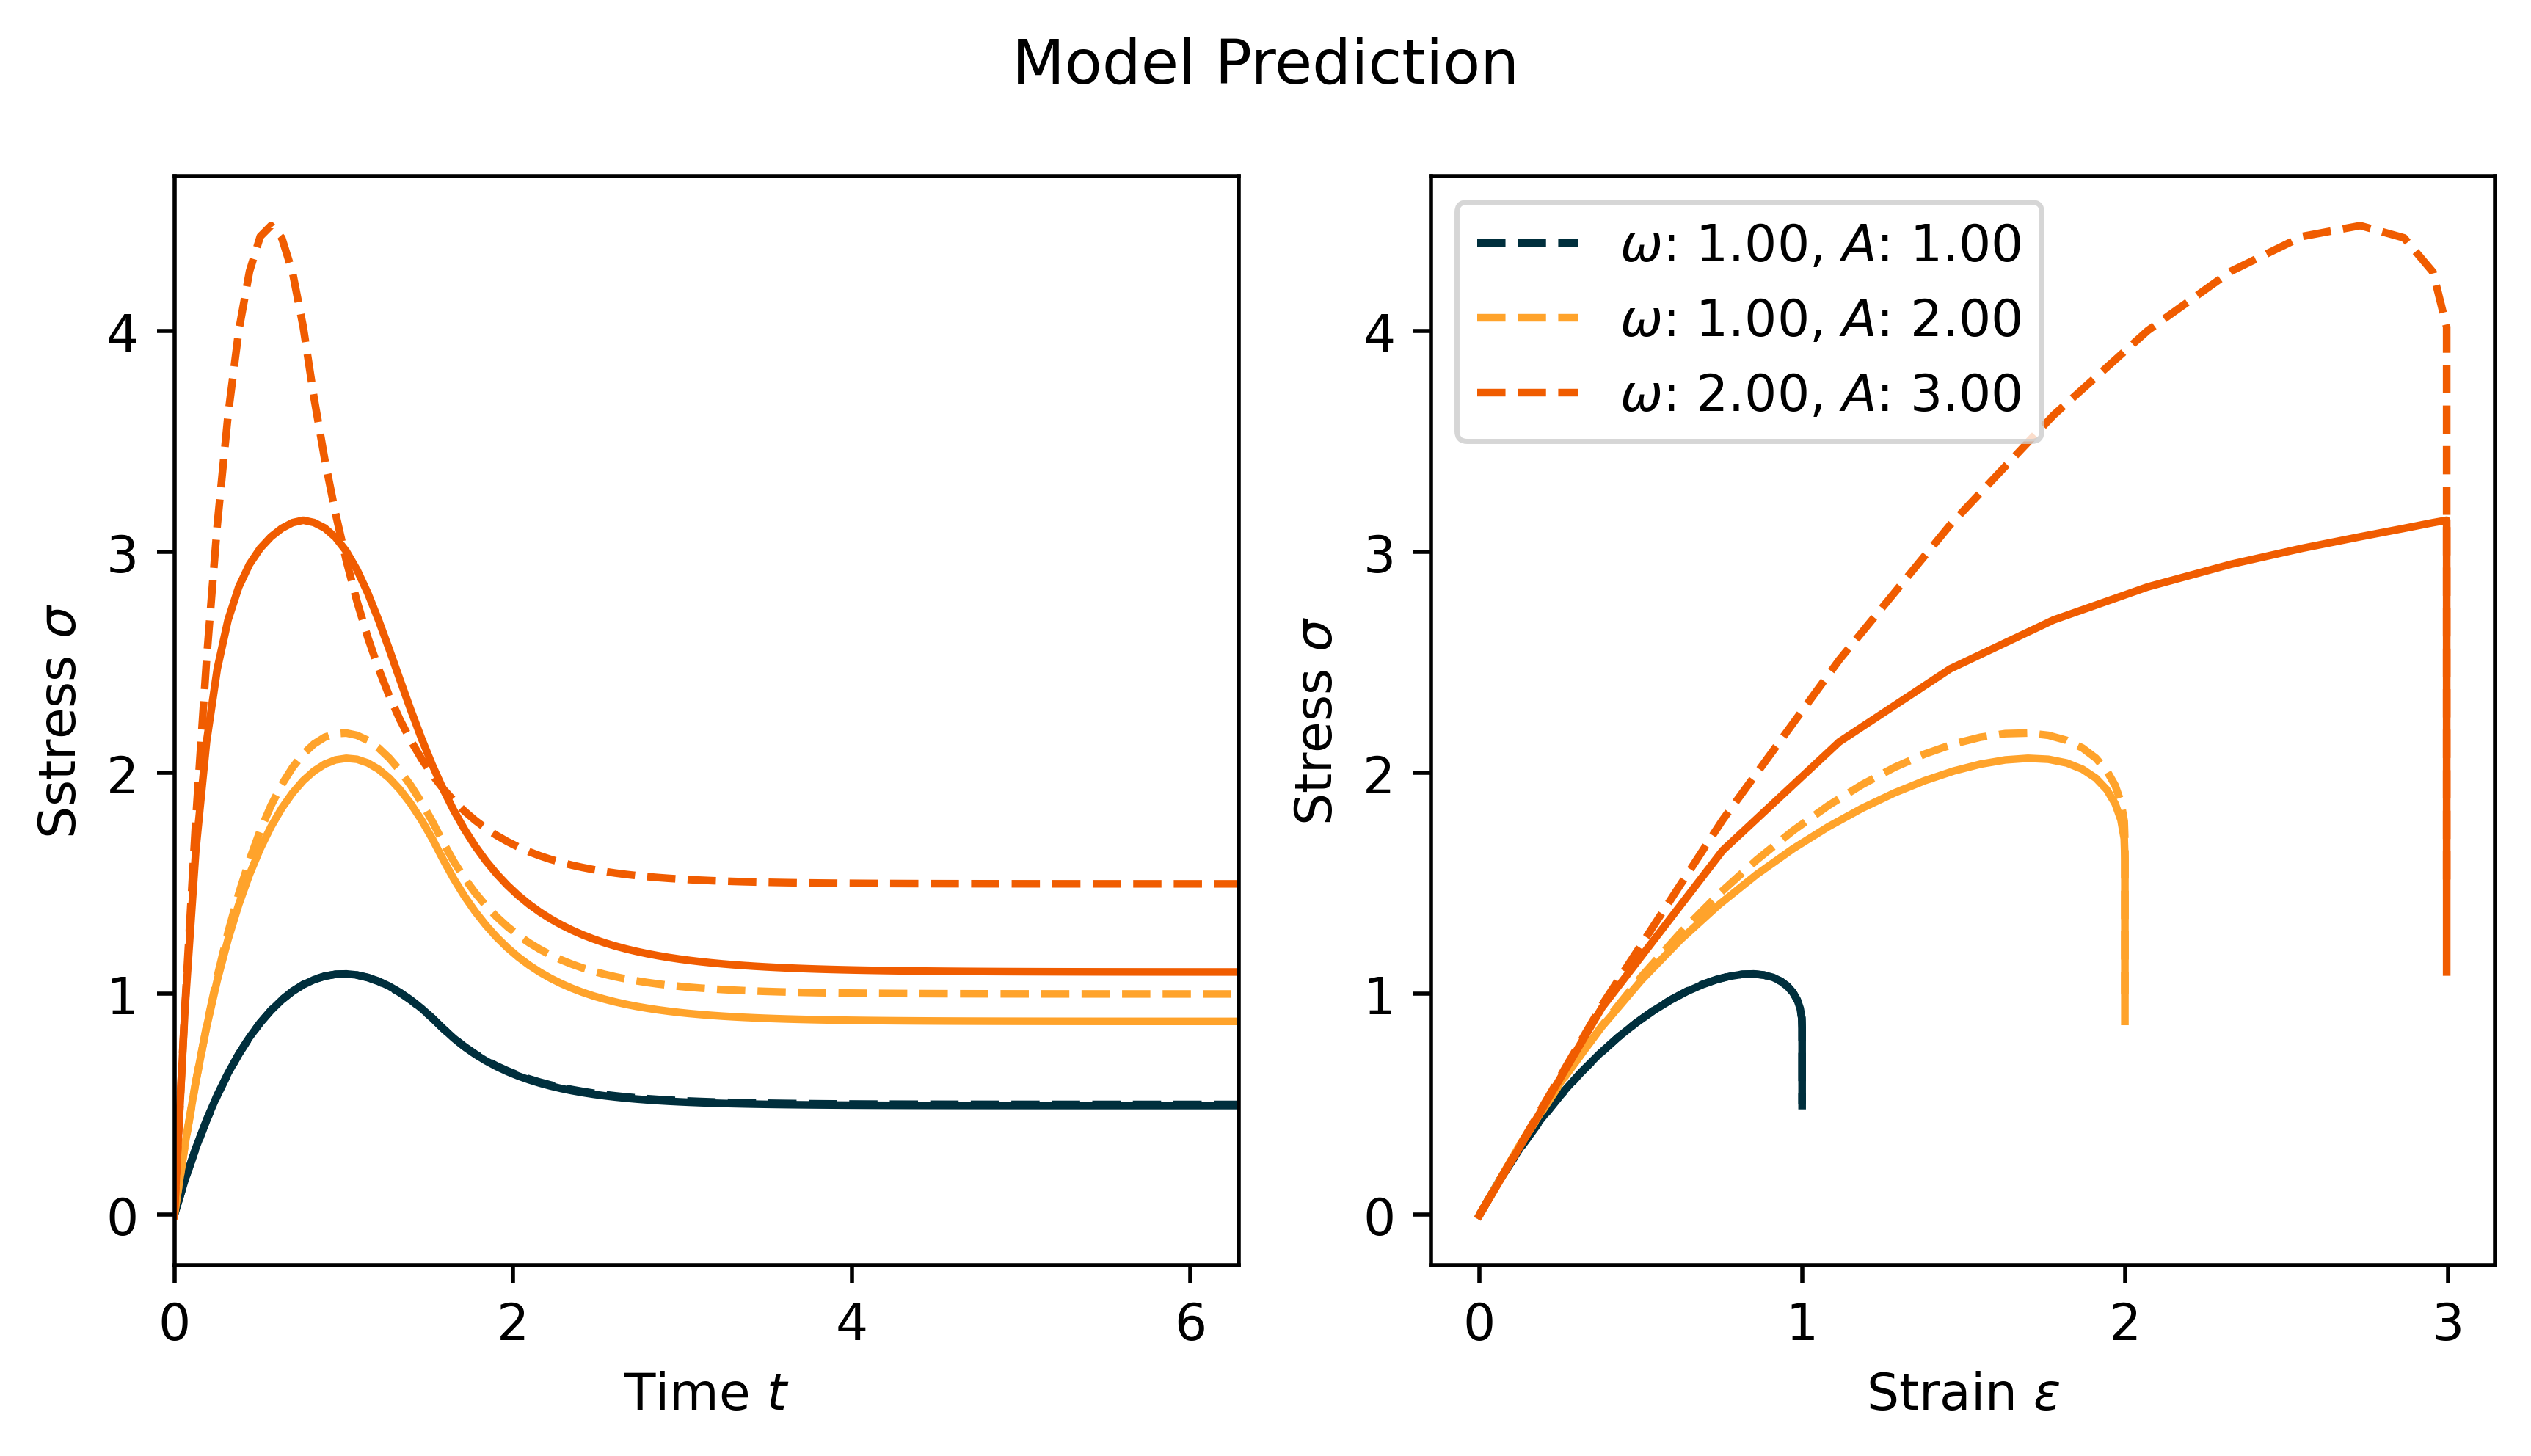 Model Prediction
Sstress σ
4
3
2
1
0
0 2 4 6
Time t
Stress σ
4
3
2
1
0
ω: 1.00, A: 1.00
ω: 1.00, A: 2.00
ω: 2.00, A: 3.00
0 1 2 3
Strain ε